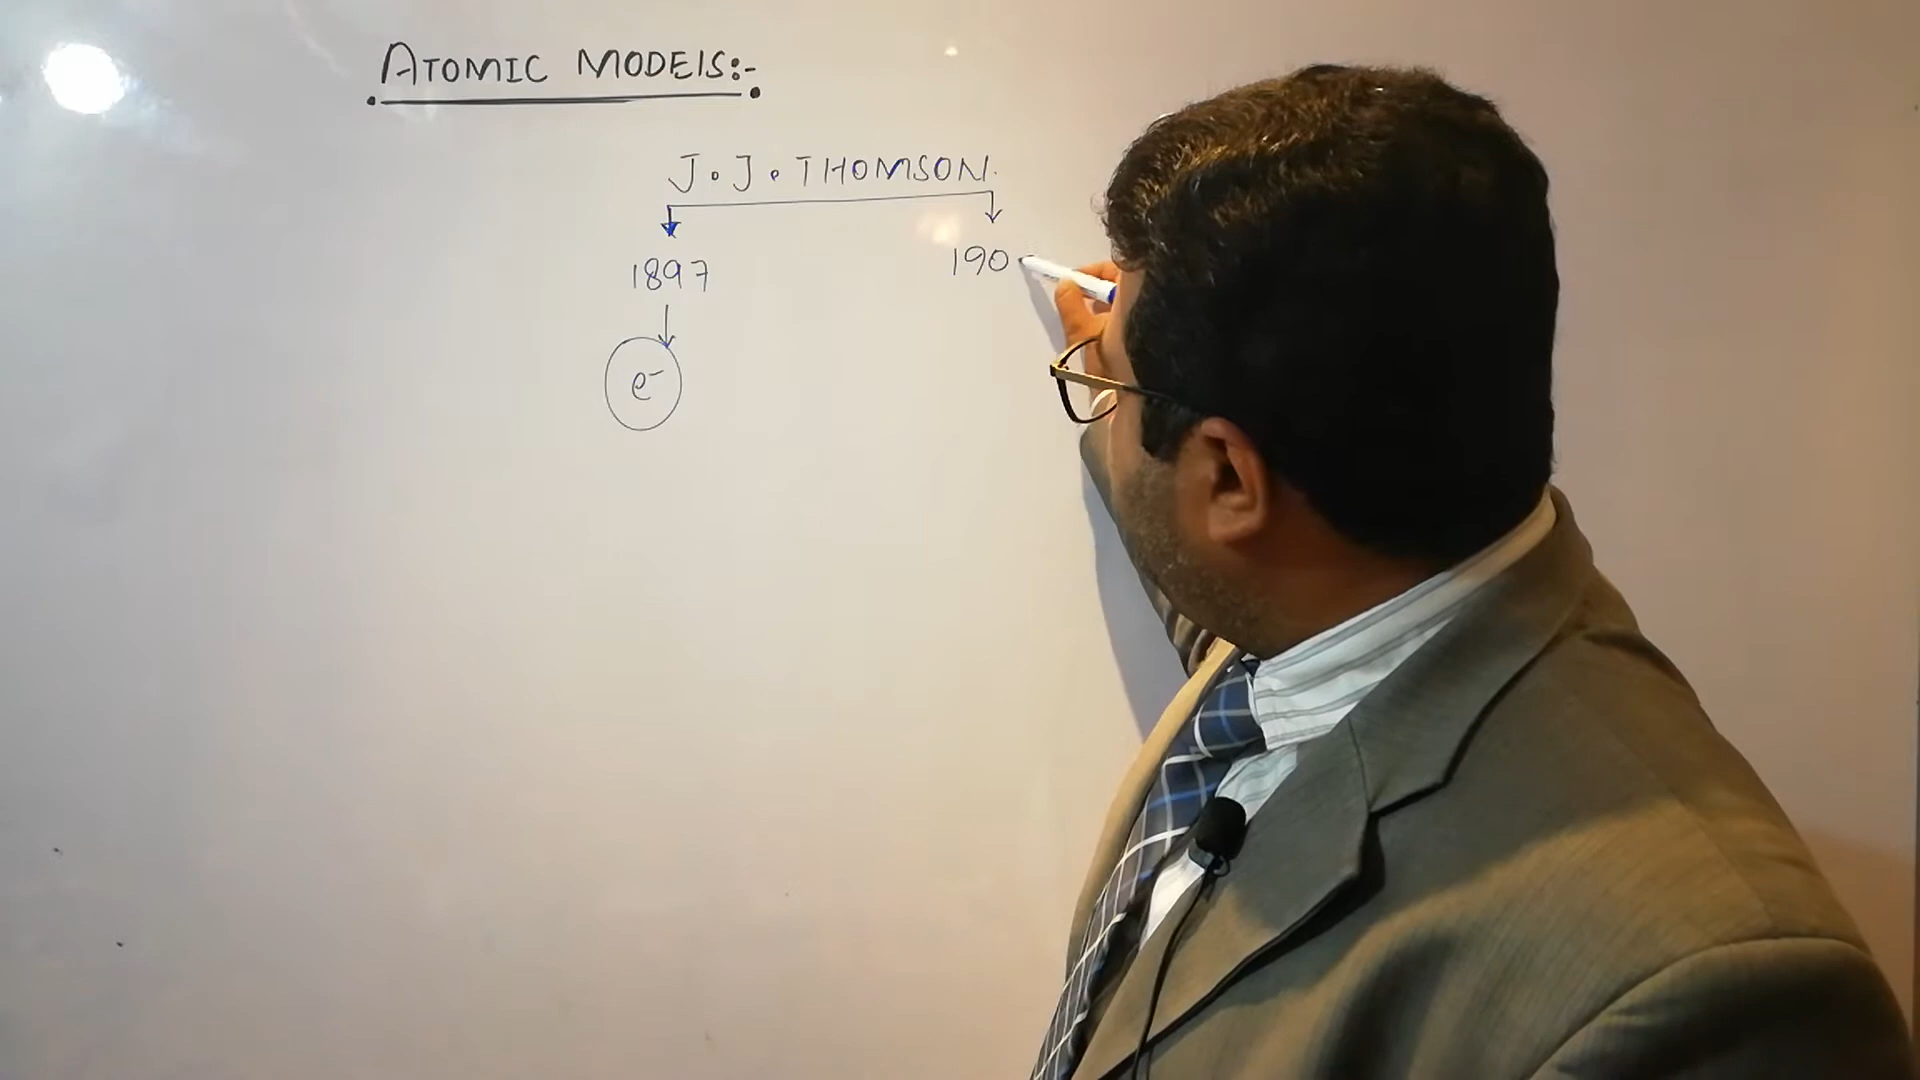 ATOMIC MODELS:-
J.J. THOMSON.
1897
190
e⁻